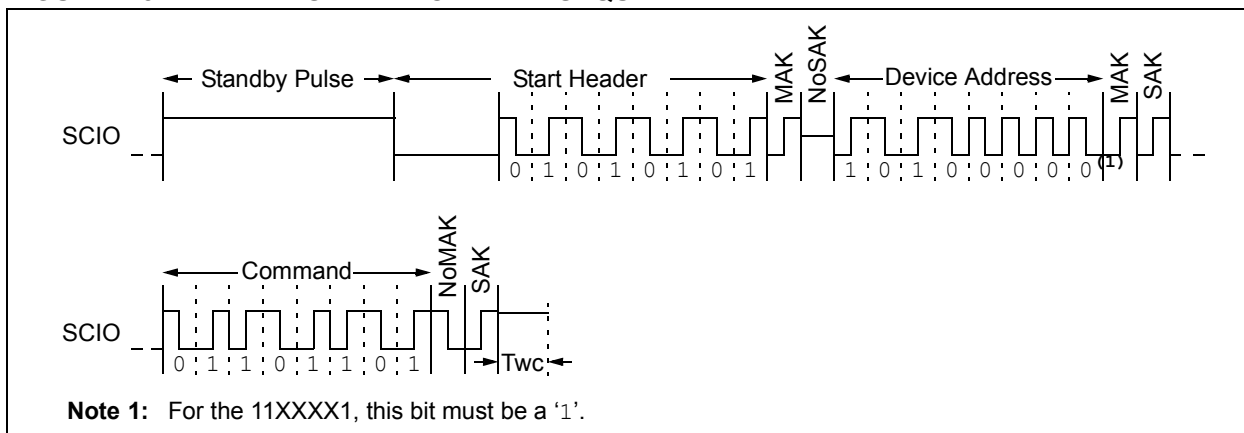 Standby Pulse Start Header MAK NoSAK Device Address MAK SAK
SCIO
0 1 0 1 0 1 0 1 1 0 1 0 0 0 0 0(1)
Command NoMAK SAK
SCIO
0 1 1 0 1 1 0 1 Twc
Note 1: For the 11XXXX1, this bit must be a ‘1’.